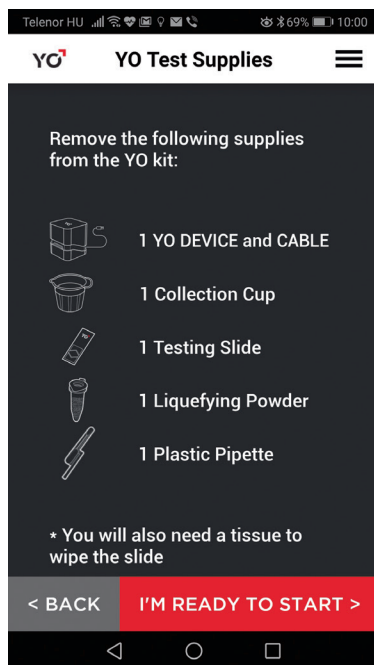 Telenor HU 69% 10:00
YO YO Test Supplies
Remove the following supplies
from the YO kit:
1 YO DEVICE and CABLE
1 Collection Cup
1 Testing Slide
1 Liquefying Powder
1 Plastic Pipette
* You will also need a tissue to
wipe the slide
< BACK I'M READY TO START >